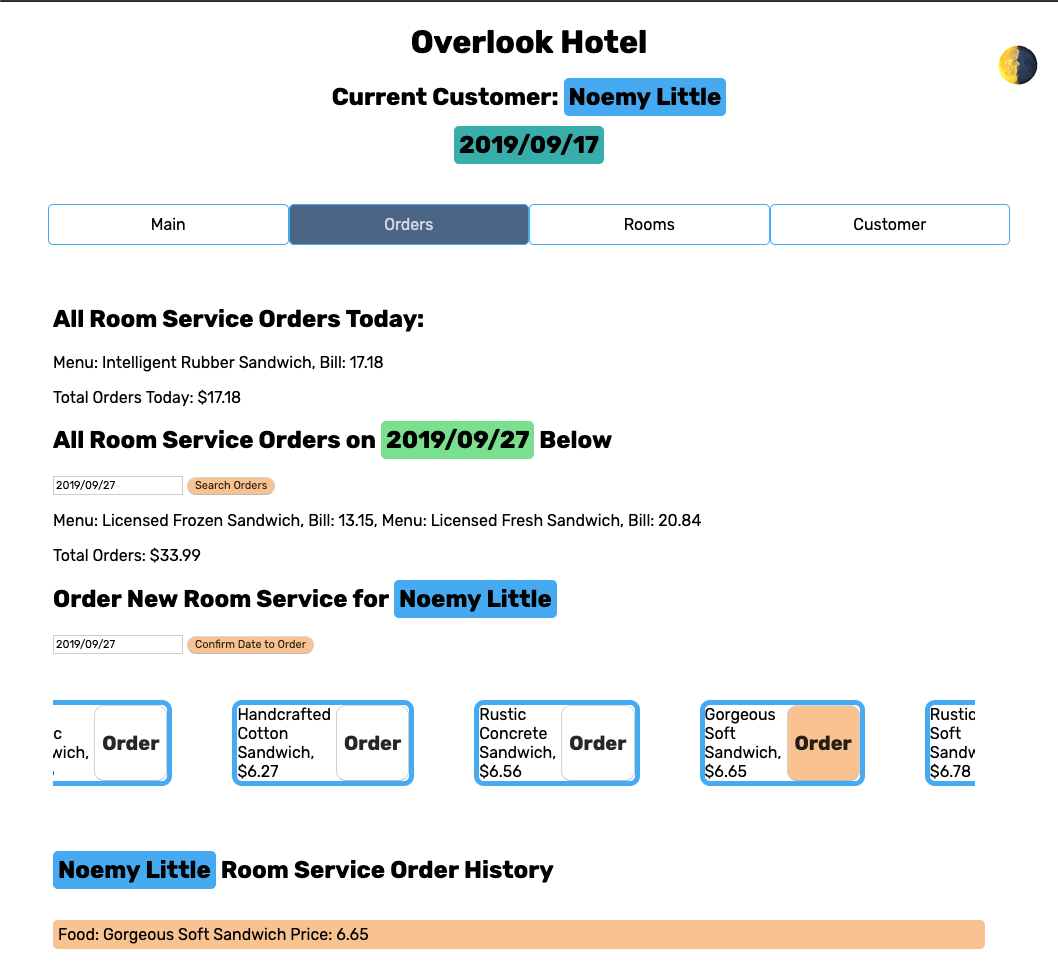 Overlook Hotel
Current Customer: Noemy Little
2019/09/17
Main
Orders
Rooms
Customer
All Room Service Orders Today:
Menu: Intelligent Rubber Sandwich, Bill: 17.18
Total Orders Today: $17.18
All Room Service Orders on 2019/09/27 Below
2019/09/27 Search Orders
Menu: Licensed Frozen Sandwich, Bill: 13.15, Menu: Licensed Fresh Sandwich, Bill: 20.84
Total Orders: $33.99
Order New Room Service for Noemy Little
2019/09/27 Confirm Date to Order
Order
Handcrafted
Cotton
Sandwich,
$6.27
Order
Rustic
Concrete
Sandwich,
$6.56
Order
Gorgeous
Soft
Sandwich,
$6.65
Order
Rustic
Soft
$6.78
Noemy Little Room Service Order History
Food: Gorgeous Soft Sandwich Price: 6.65